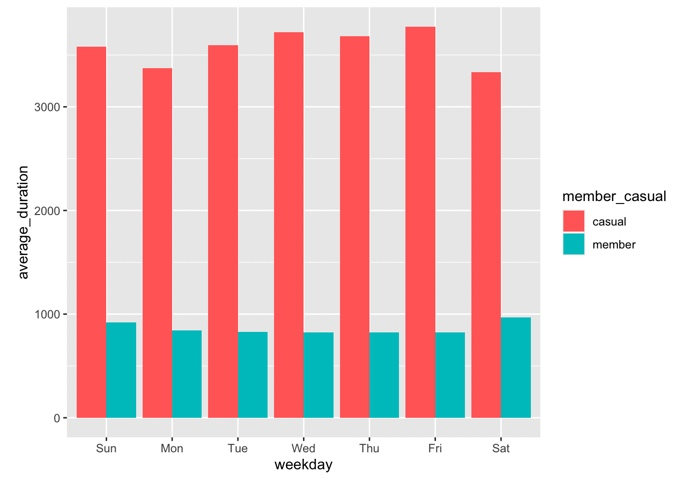 average_duration
3000
2000
1000
0
Sun Mon Tue Wed Thu Fri Sat
weekday
member_casual
casual
member